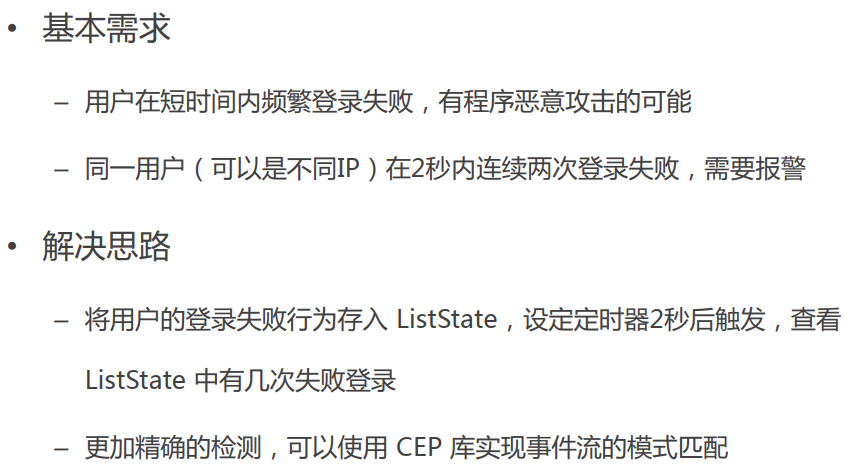 • 基本需求
– 用户在短时间内频繁登录失败，有程序恶意攻击的可能
– 同一用户（可以是不同IP）在2秒内连续两次登录失败，需要报警
• 解决思路
– 将用户的登录失败行为存入 ListState，设定定时器2秒后触发，查看
ListState 中有几次失败登录
– 更加精确的检测，可以使用 CEP 库实现事件流的模式匹配